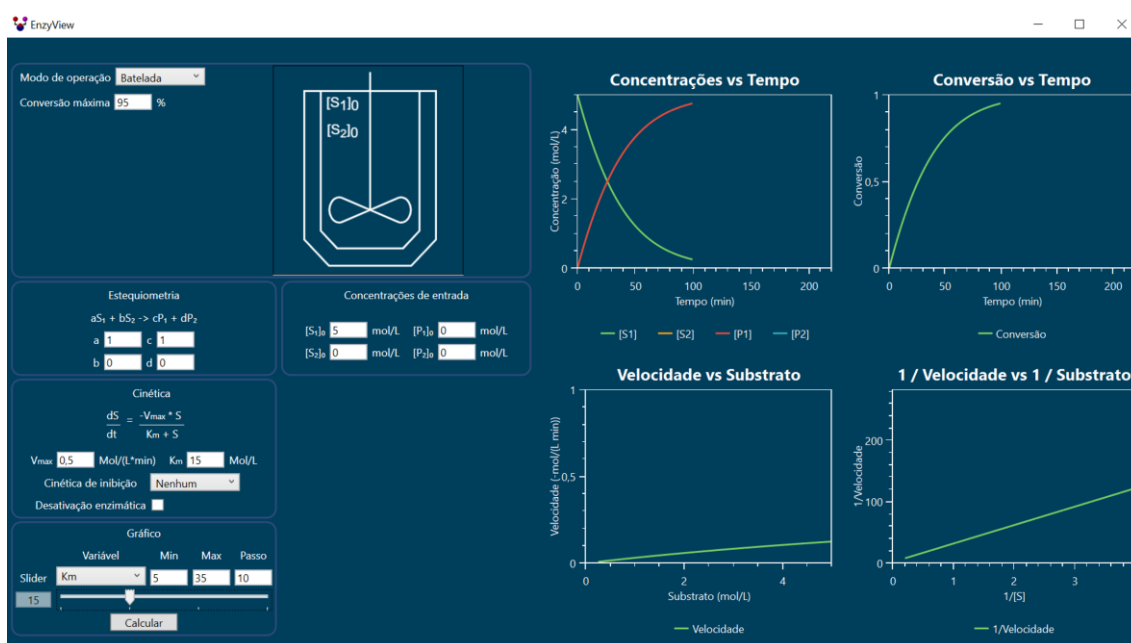 EnzyView
Modo de operação Batelada
Conversão máxima 95 %
[S1]0
[S2]0
Estequiometria
aS₁ + bS₂ -> cP₁ + dP₂
a 1 c 1
b 0 d 0
Concentrações de entrada
[S₁]₀ 5 mol/L [P₁]₀ 0 mol/L
[S₂]₀ 0 mol/L [P₂]₀ 0 mol/L
Cinética
dS = -Vmax * S
dt Km + S
Vmax 0,5 Mol/(L*min) Km 15 Mol/L
Cinética de inibição Nenhum
Desativação enzimática
Gráfico
Variável Min Max Passo
Slider Km 5 35 10
15
Calcular
Concentrações vs Tempo
Concentração (mol/L)
4
2
0
0 50 100 150 200
Tempo (min)
[S1] [S2] [P1] [P2]
Conversão vs Tempo
Conversão
1
0,5
0
0 50 100 150 200
Tempo (min)
Conversão
Velocidade vs Substrato
Velocidade (-mol/(L min))
1
0,5
0
0 2 4
Substrato (mol/L)
Velocidade
1 / Velocidade vs 1 / Substrato
1/Velocidade
200
100
0
0 1 2 3
1/[S]
1/Velocidade